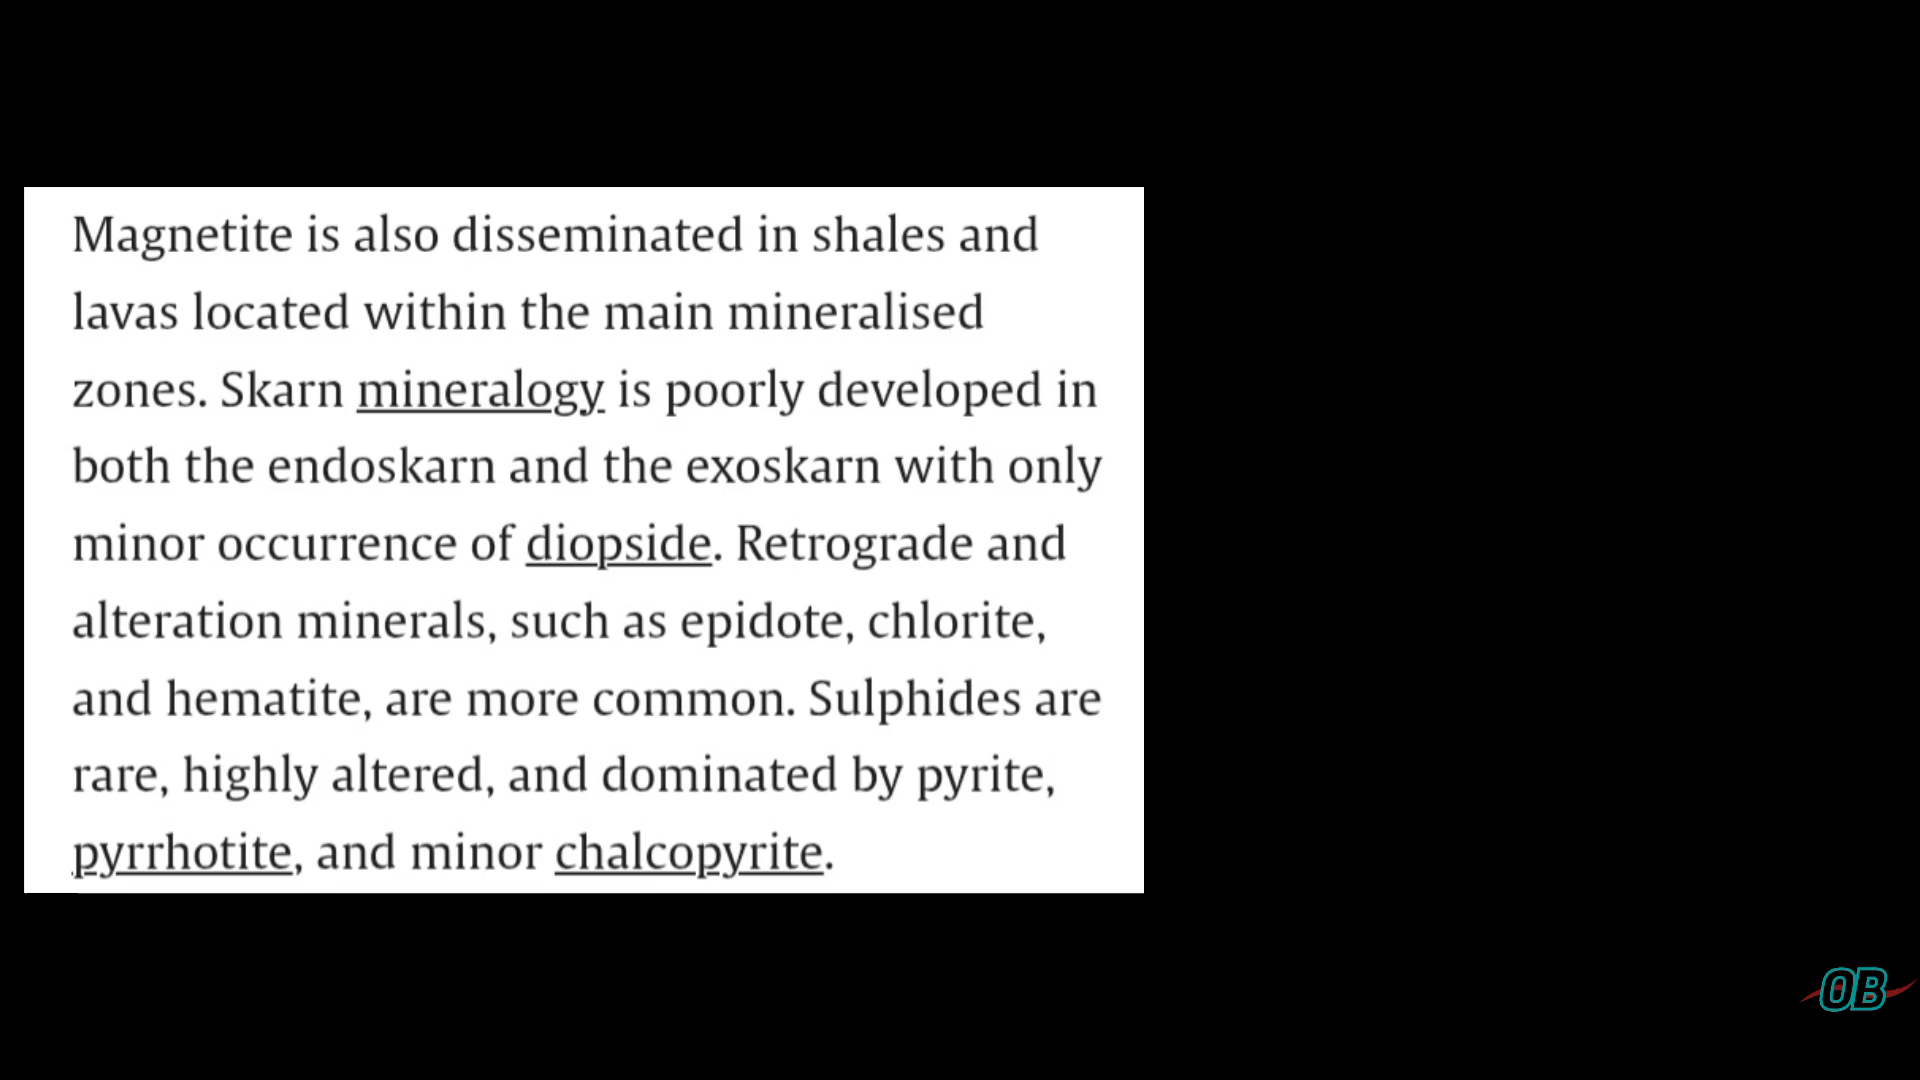 Magnetite is also disseminated in shales and
lavas located within the main mineralised
zones. Skarn mineralogy is poorly developed in
both the endoskarn and the exoskarn with only
minor occurrence of diopside. Retrograde and
alteration minerals, such as epidote, chlorite,
and hematite, are more common. Sulphides are
rare, highly altered, and dominated by pyrite,
pyrrhotite, and minor chalcopyrite.
OB